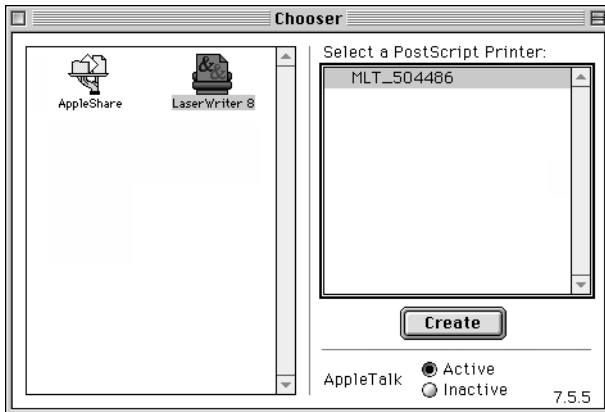 Chooser
AppleShare
LaserWriter 8
Select a PostScript Printer:
MLT_504486
Create
AppleTalk
Active
Inactive
7.5.5